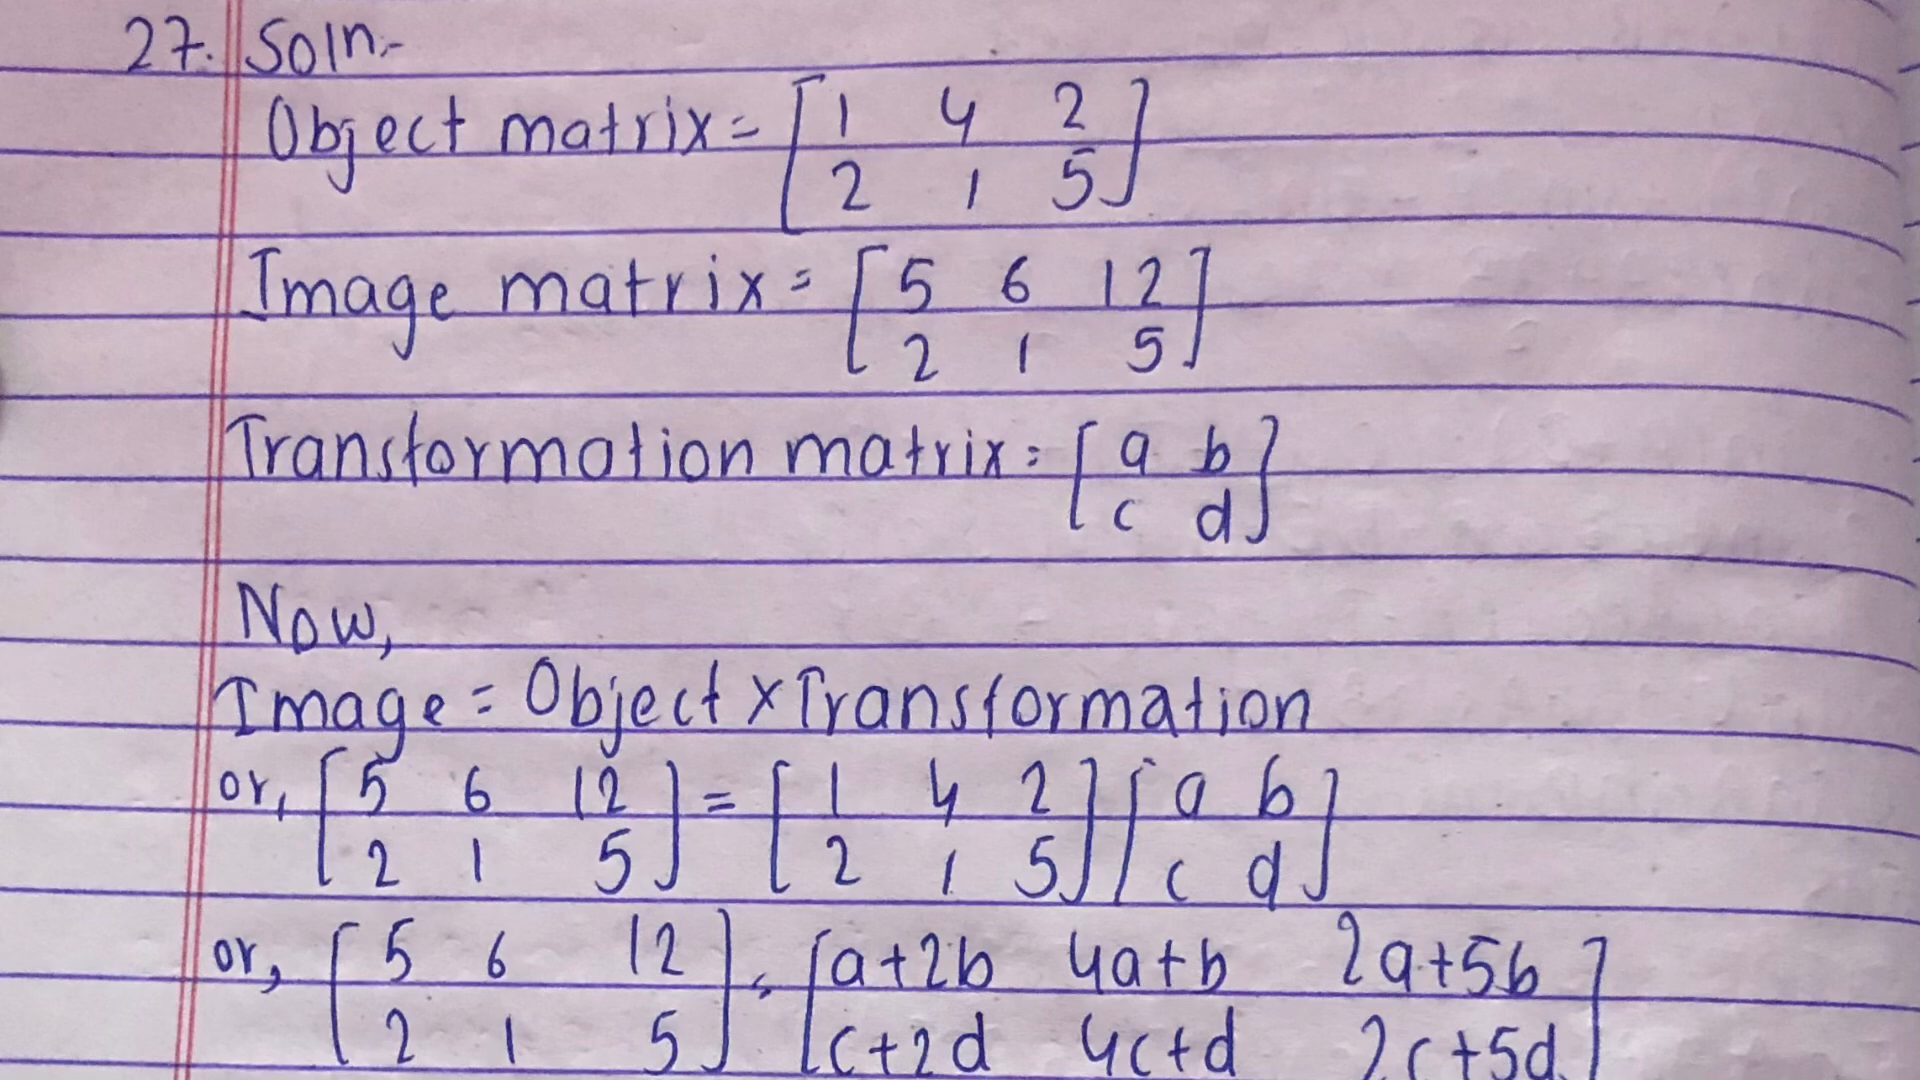 27. Soln:-
Object matrix = [1 4 2
2 1 5]
Image matrix = [5 6 12
2 1 5]
Transformation matrix = [a b
c d]
Now,
Image = Object x Transformation
or, [5 6 12
2 1 5] = [1 4 2
2 1 5] [a b
c d]
or, [5 6 12
2 1 5] = [a+2b 4a+b 2a+5b
c+2d 4c+d 2c+5d]